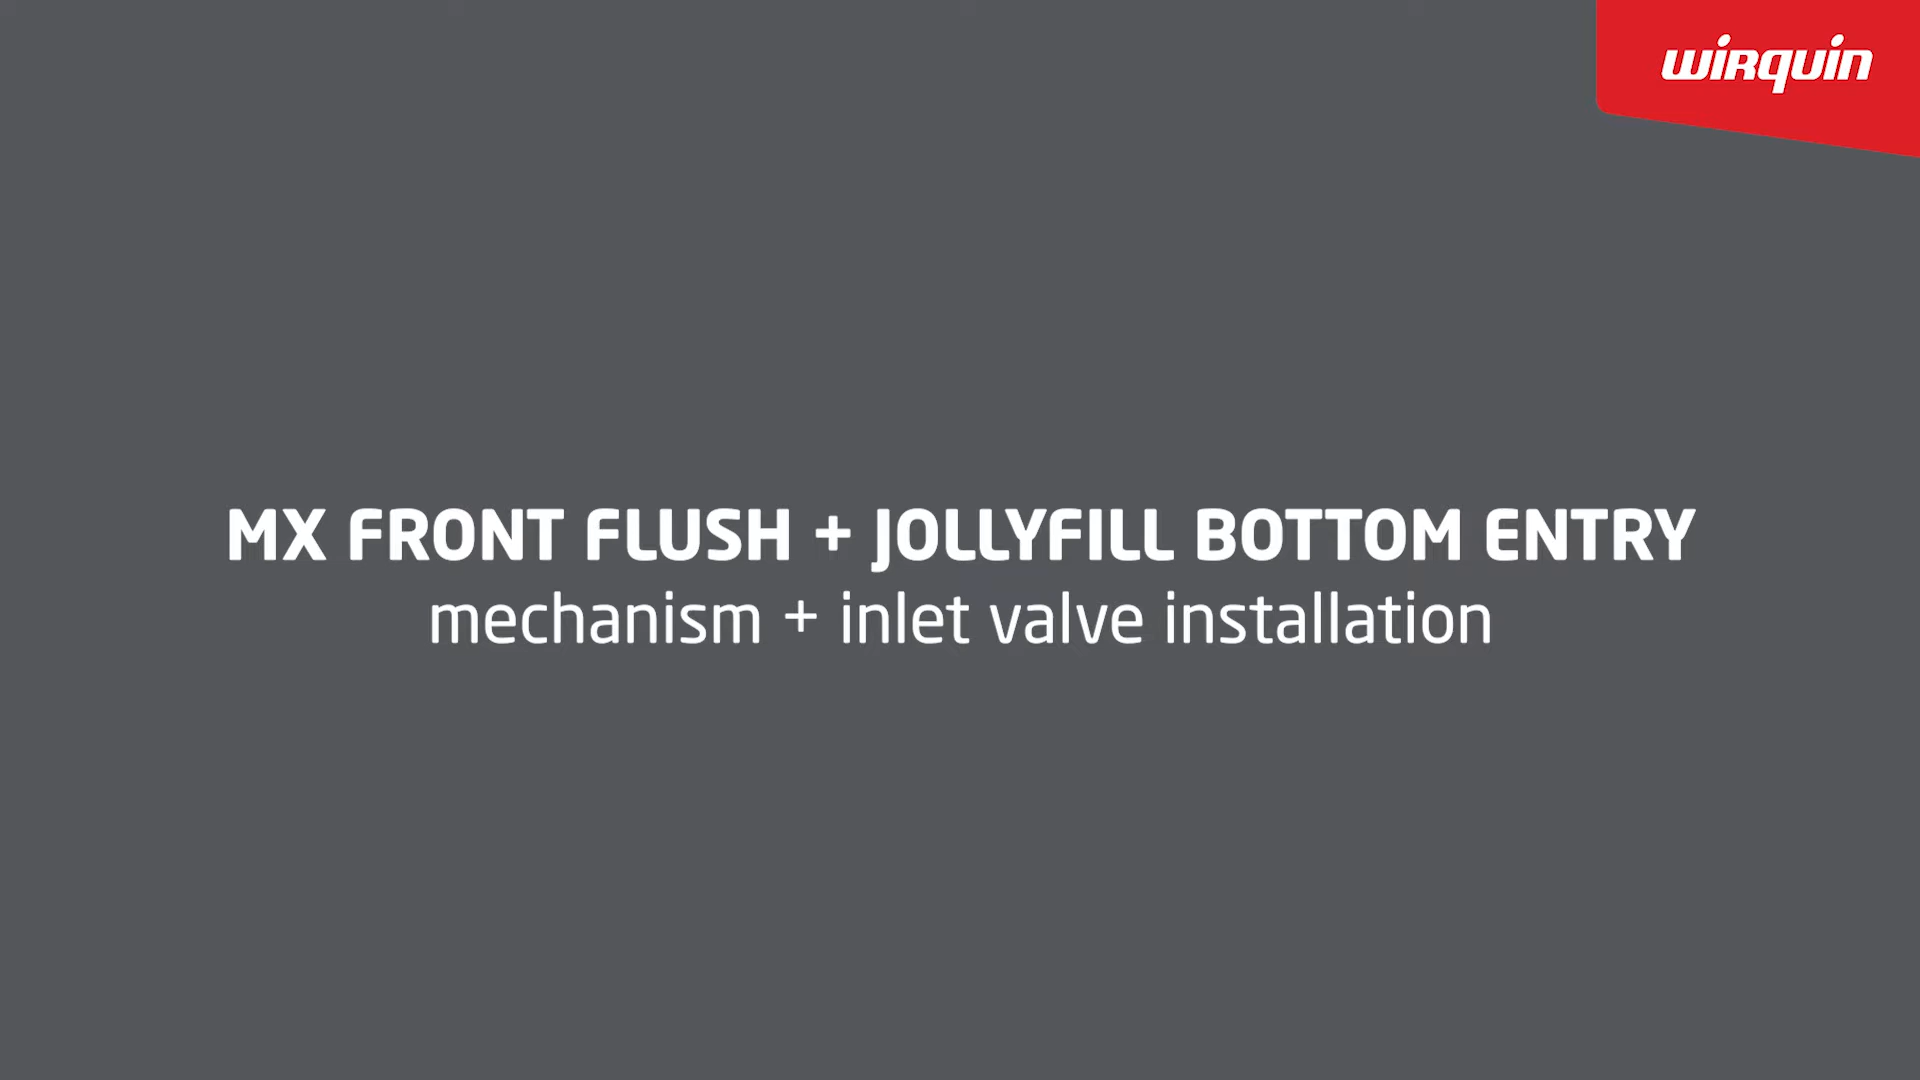 wirquin
MX FRONT FLUSH + JOLLYFILL BOTTOM ENTRY
mechanism + inlet valve installation